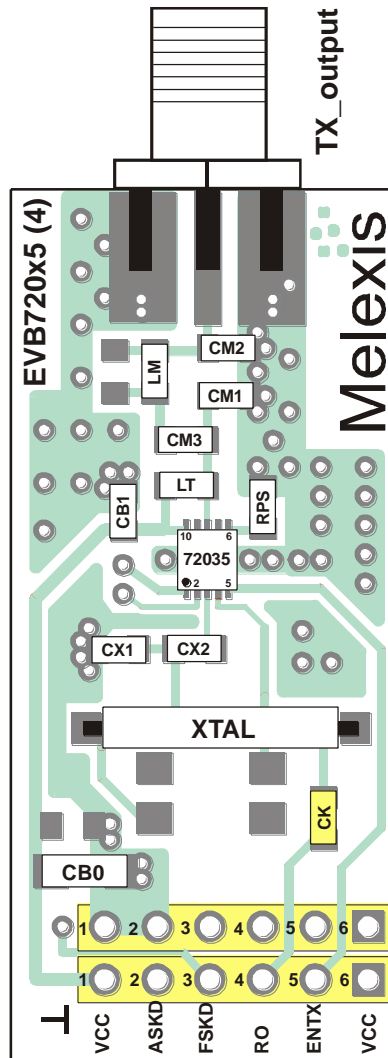 TX_output
EVB720x5 (4)
Melexis
CM2
LM
CM1
CM3
LT
CB1
RPS
10 6
72035
2 5
CX1 CX2
XTAL
CK
CB0
1 2 3 4 5 6
1 2 3 4 5 6
VCC ASKD FSKD RO ENTX VCC